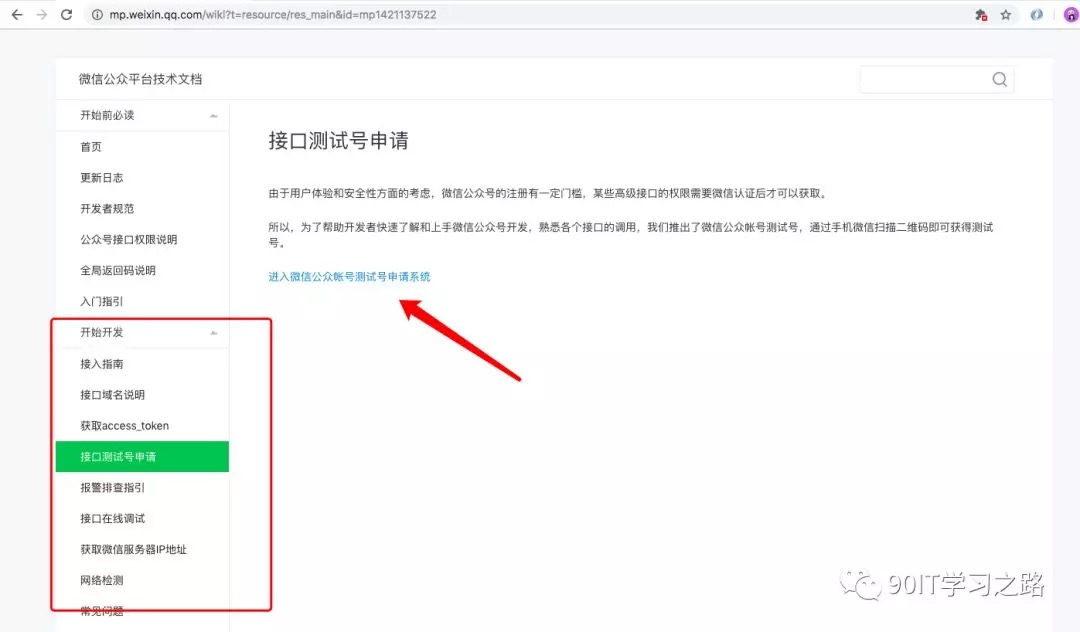 mp.weixin.qq.com/wiki?t=resource/res_main&id=mp1421137522
微信公众平台技术文档
开始前必读
首页
更新日志
开发者规范
公众号接口权限说明
全局返回码说明
入门指引
开始开发
接入指南
接口域名说明
获取access_token
接口测试号申请
报警排查指引
接口在线调试
获取微信服务器IP地址
网络检测
常见问题
接口测试号申请
由于用户体验和安全性方面的考虑，微信公众号的注册有一定门槛，某些高级接口的权限需要微信认证后才可以获取。
所以，为了帮助开发者快速了解和上手微信公众号开发，熟悉各个接口的调用，我们推出了微信公众帐号测试号，通过手机微信扫描二维码即可获得测试
号。
进入微信公众帐号测试号申请系统
90IT学习之路